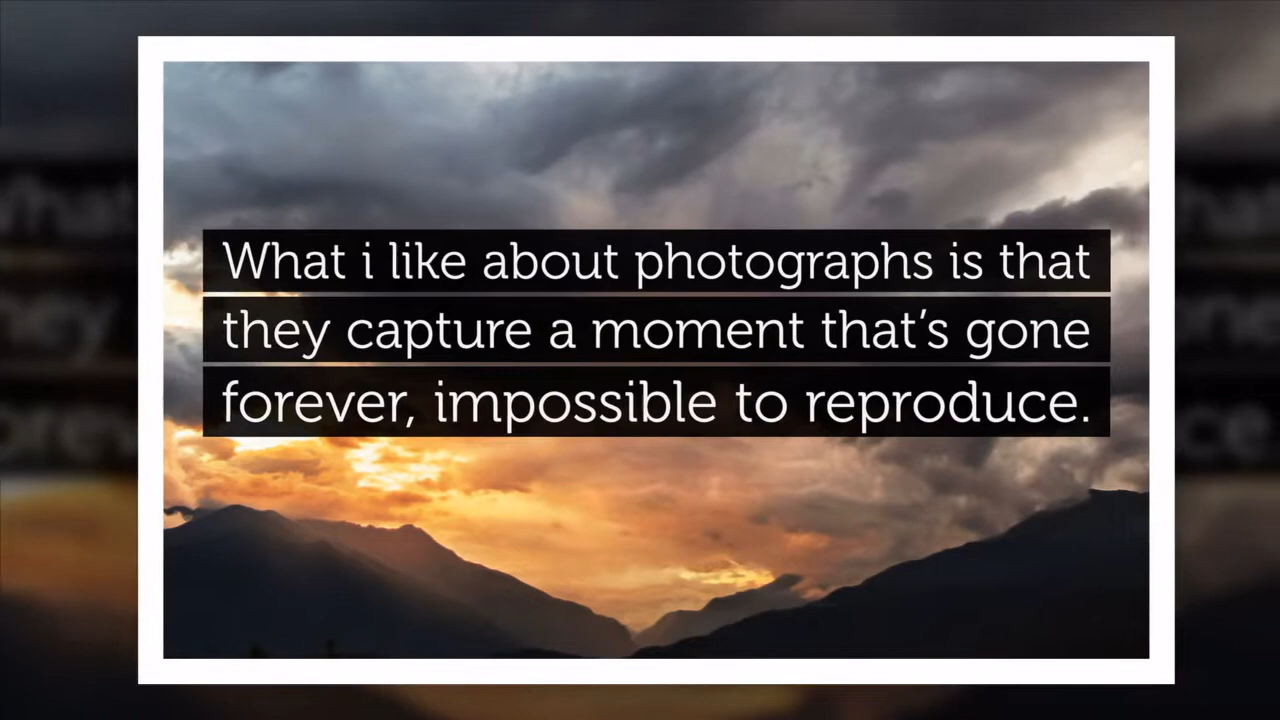 What i like about photographs is that
they capture a moment that's gone
forever, impossible to reproduce.